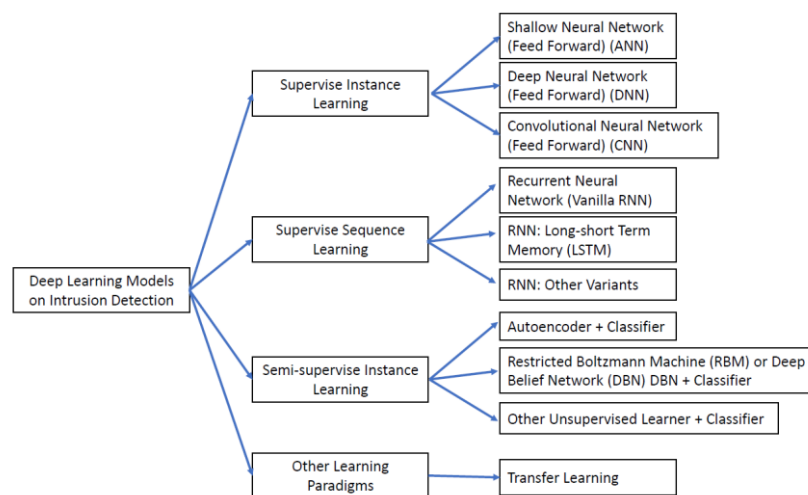 Shallow Neural Network
(Feed Forward) (ANN)
Supervise Instance
Learning
Deep Neural Network
(Feed Forward) (DNN)
Convolutional Neural Network
(Feed Forward) (CNN)
Recurrent Neural
Network (Vanilla RNN)
Supervise Sequence
Learning
RNN: Long-short Term
Memory (LSTM)
RNN: Other Variants
Deep Learning Models
on Intrusion Detection
Autoencoder + Classifier
Semi-supervise Instance
Learning
Restricted Boltzmann Machine (RBM) or Deep
Belief Network (DBN) DBN + Classifier
Other Unsupervised Learner + Classifier
Other Learning
Paradigms
Transfer Learning